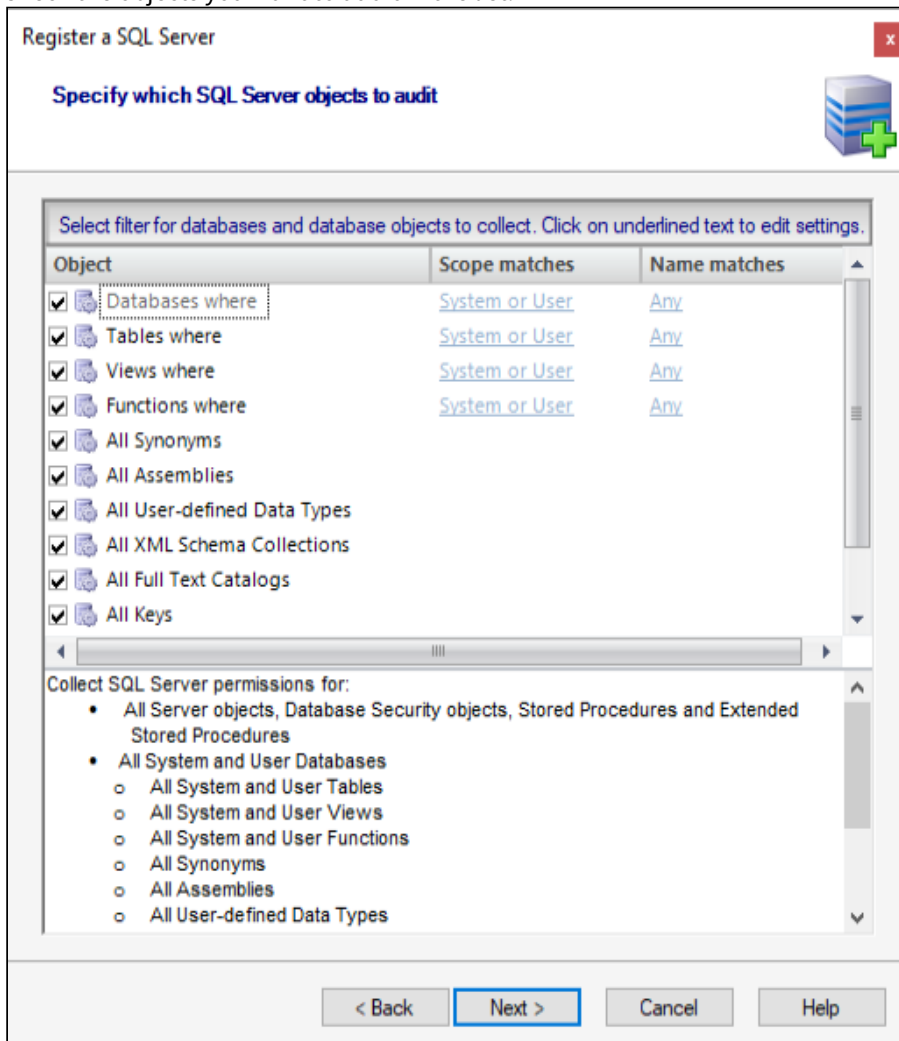 Register a SQL Server
x
Specify which SQL Server objects to audit
Select filter for databases and database objects to collect. Click on underlined text to edit settings.
Object Scope matches Name matches
Databases where System or User Any
Tables where System or User Any
Views where System or User Any
Functions where System or User Any
All Synonyms
All Assemblies
All User-defined Data Types
All XML Schema Collections
All Full Text Catalogs
All Keys
Collect SQL Server permissions for:
• All Server objects, Database Security objects, Stored Procedures and Extended
Stored Procedures
• All System and User Databases
o All System and User Tables
o All System and User Views
o All System and User Functions
o All Synonyms
o All Assemblies
o All User-defined Data Types
< Back Next > Cancel Help